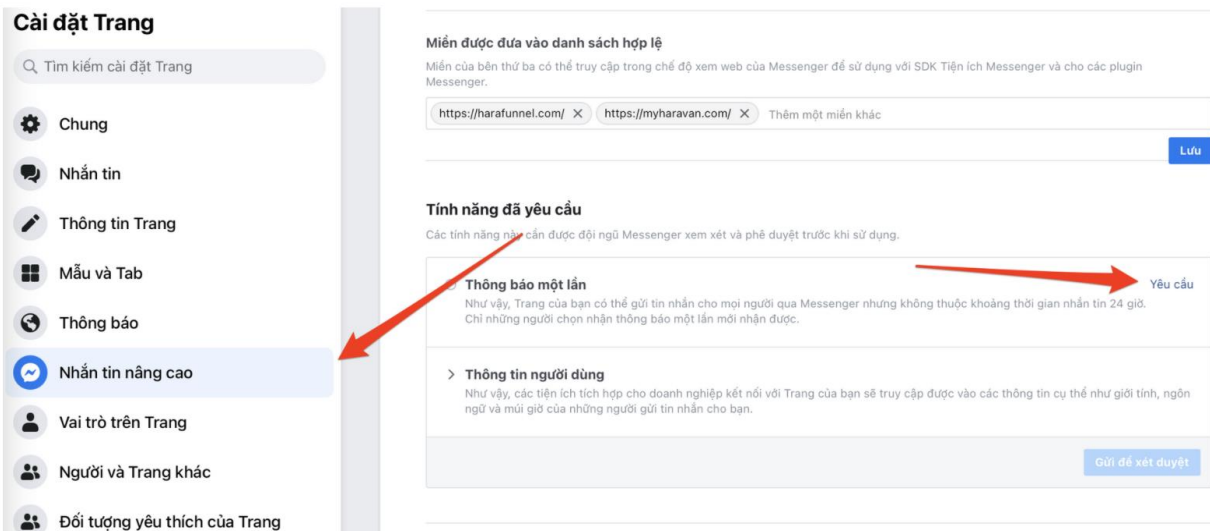 Cài đặt Trang
Tìm kiếm cài đặt Trang
Chung
Nhắn tin
Thông tin Trang
Mẫu và Tab
Thông báo
Nhắn tin nâng cao
Vai trò trên Trang
Người và Trang khác
Đối tượng yêu thích của Trang
Miền được đưa vào danh sách hợp lệ
Miền của bên thứ ba có thể truy cập trong chế độ xem web của Messenger để sử dụng với SDK Tiện ích Messenger và cho các plugin
Messenger.
https://harafunnel.com/ https://myharavan.com/ Thêm một miền khác
Lưu
Tính năng đã yêu cầu
Các tính năng này cần được đội ngũ Messenger xem xét và phê duyệt trước khi sử dụng.
Thông báo một lần
Yêu cầu
Như vậy, Trang của bạn có thể gửi tin nhắn cho mọi người qua Messenger nhưng không thuộc khoảng thời gian nhắn tin 24 giờ.
Chỉ những người chọn nhận thông báo một lần mới nhận được.
Thông tin người dùng
Như vậy, các tiện ích tích hợp cho doanh nghiệp kết nối với Trang của bạn sẽ truy cập được vào các thông tin cụ thể như giới tính, ngôn
ngữ và múi giờ của những người gửi tin nhắn cho bạn.
Gửi để xét duyệt